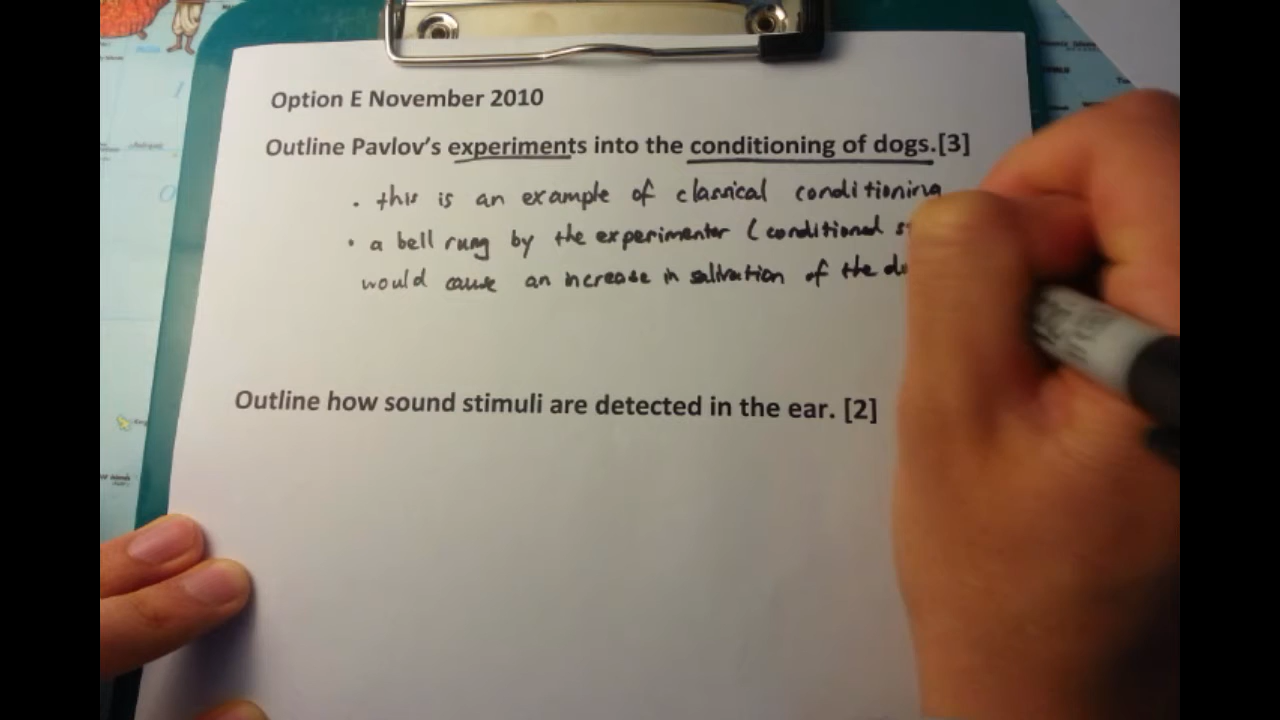 Option E November 2010
Outline Pavlov's experiments into the conditioning of dogs.[3]
• this is an example of classical conditioning
• a bell rung by the experimenter (conditioned
would cause an increase in salivation of the
Outline how sound stimuli are detected in the ear. [2]